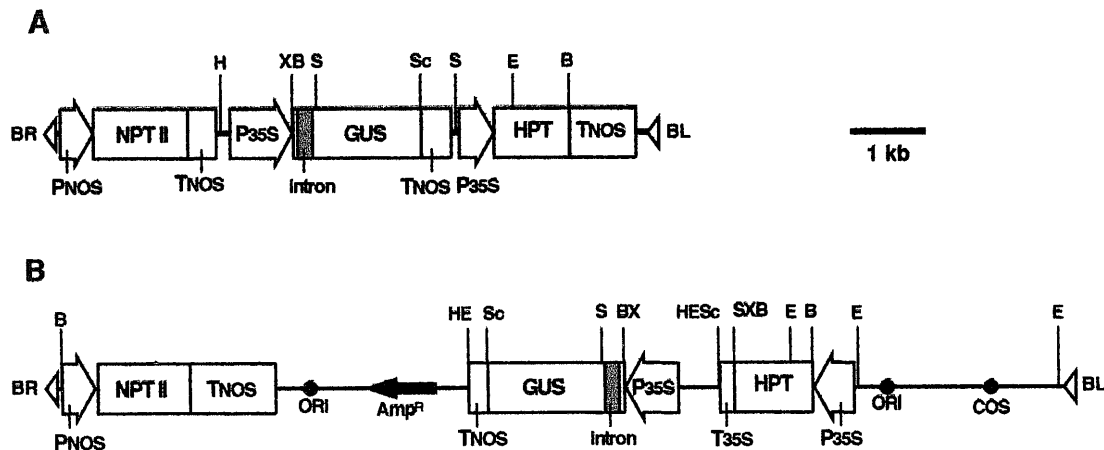 A
H XB S Sc S E B
BR NPT II P35S GUS HPT TNOS BL
1 kb
PNOS TNOS Intron TNOS P35S
B
B HE Sc S BX HESc SXB E B E E
BR NPT II TNOS GUS P35S HPT BL
ORI AmpR ORI COS
PNOS TNOS Intron T35S P35S